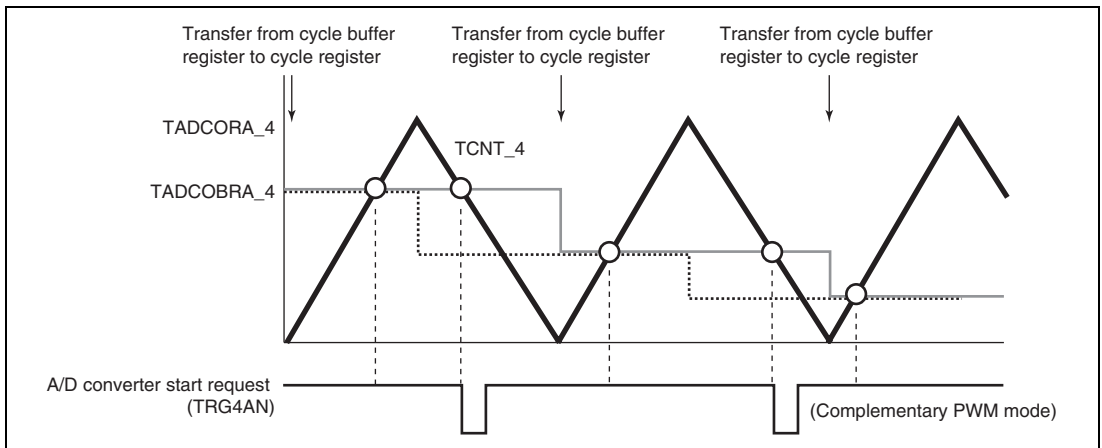 Transfer from cycle buffer
register to cycle register
Transfer from cycle buffer
register to cycle register
Transfer from cycle buffer
register to cycle register
TADCORA_4
TCNT_4
TADCOBRA_4
A/D converter start request
(TRG4AN)
(Complementary PWM mode)